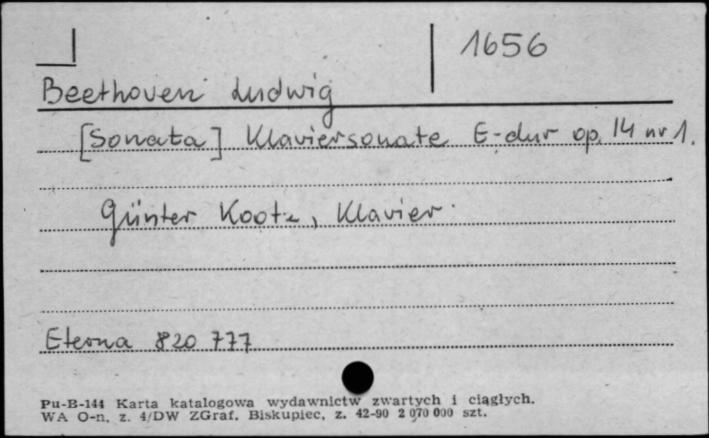 1656
Beethoven Ludwig
[Sonata] Klaviersonate E-dur op. 14 nr 1.
Günter Kootz, Klavier
Eterna 820 777
Pu-B-144 Karta katalogowa wydawnictw zwartych i ciągłych.
WA O-n. z. 4/DW ZGraf. Biskupiec, z. 42-90 2 070 000 szt.